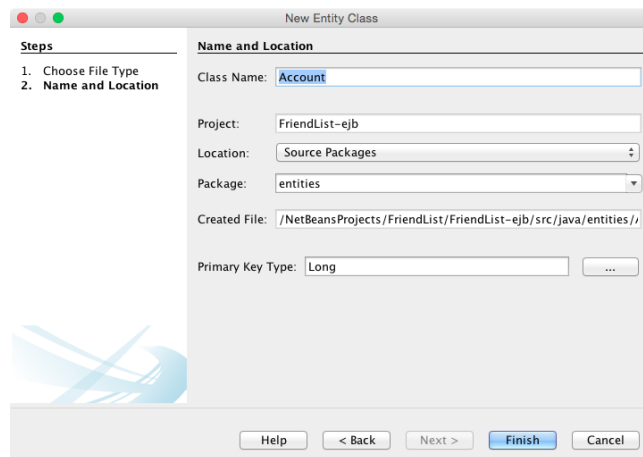 New Entity Class
Steps
1. Choose File Type
2. Name and Location
Name and Location
Class Name: Account
Project: FriendList-ejb
Location: Source Packages
Package: entities
Created File: /NetBeansProjects/FriendList/FriendList-ejb/src/java/entities/
Primary Key Type: Long ...
Help < Back Next > Finish Cancel